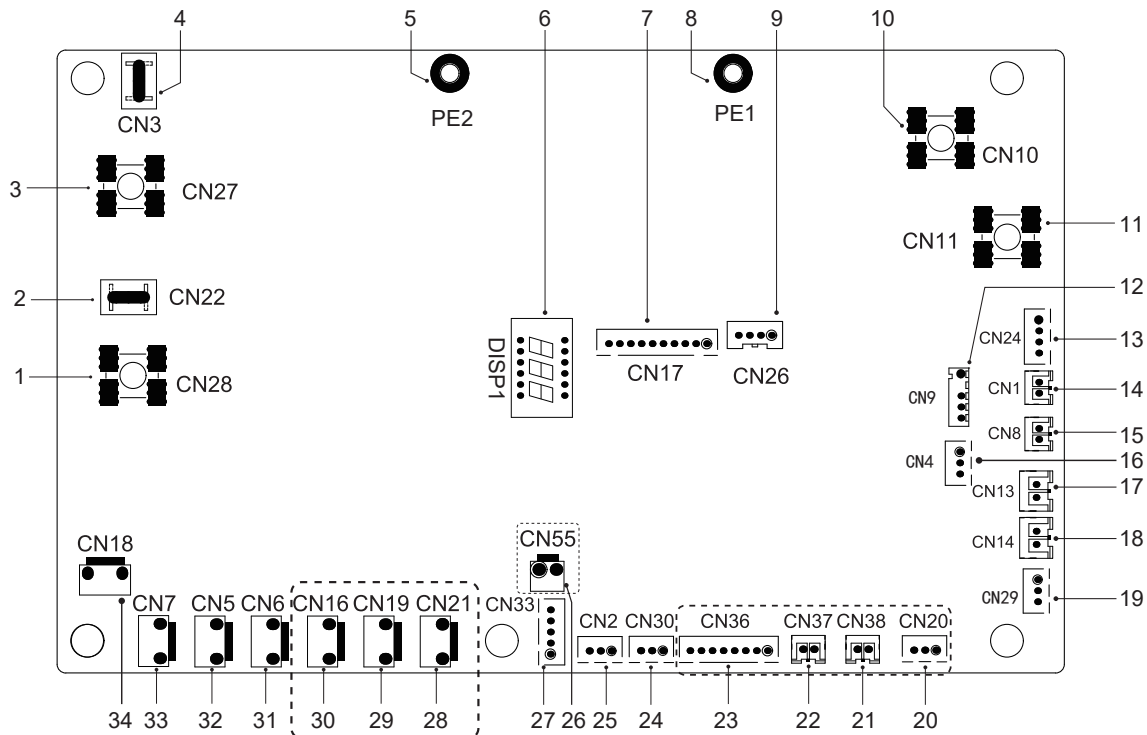 4 5 6 7 8 9 10
PE2 PE1
CN3
CN10
3 CN27
CN11 11
12
2 CN22
CN24 13
DISP1
CN17 CN26
1 CN28
CN9 CN1 14
CN8 15
CN4 16
CN13 17
CN14 18
CN18 CN55
CN29 19
CN7 CN5 CN6 CN16 CN19 CN21 CN33 CN2 CN30 CN36 CN37 CN38 CN20
34 33 32 31 30 29 28 27 26 25 24 23 22 21 20